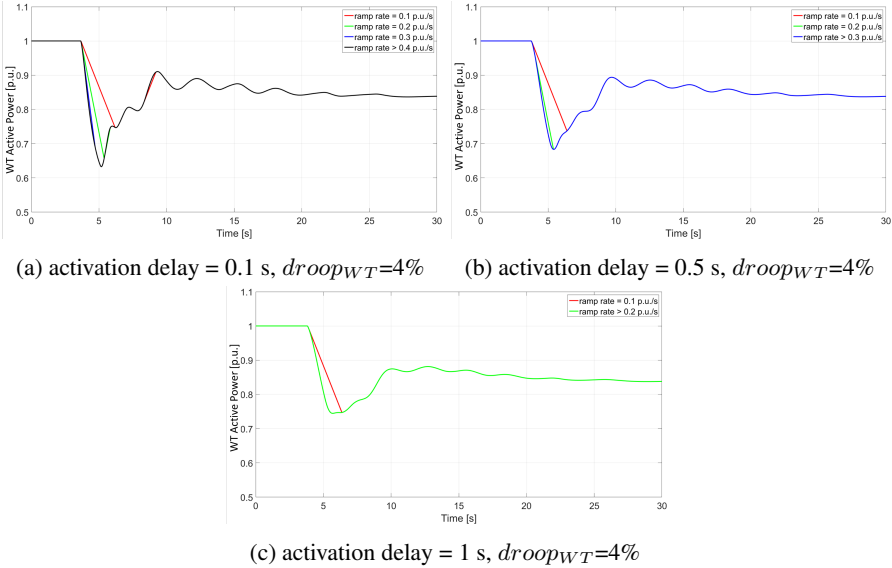 1.1
1
0.9
0.8
0.7
0.6
0.5
WT Active Power [p.u.]
0 5 10 15 20 25 30
Time [s]
ramp rate = 0.1 p.u./s
ramp rate = 0.2 p.u./s
ramp rate = 0.3 p.u./s
ramp rate > 0.4 p.u./s
(a) activation delay = 0.1 s, droop_{WT}=4%
1.1
1
0.9
0.8
0.7
0.6
0.5
WT Active Power [p.u.]
0 5 10 15 20 25 30
Time [s]
ramp rate = 0.1 p.u./s
ramp rate = 0.2 p.u./s
ramp rate > 0.3 p.u./s
(b) activation delay = 0.5 s, droop_{WT}=4%
1.1
1
0.9
0.8
0.7
0.6
0.5
WT Active Power [p.u.]
0 5 10 15 20 25 30
Time [s]
ramp rate = 0.1 p.u./s
ramp rate > 0.2 p.u./s
(c) activation delay = 1 s, droop_{WT}=4%